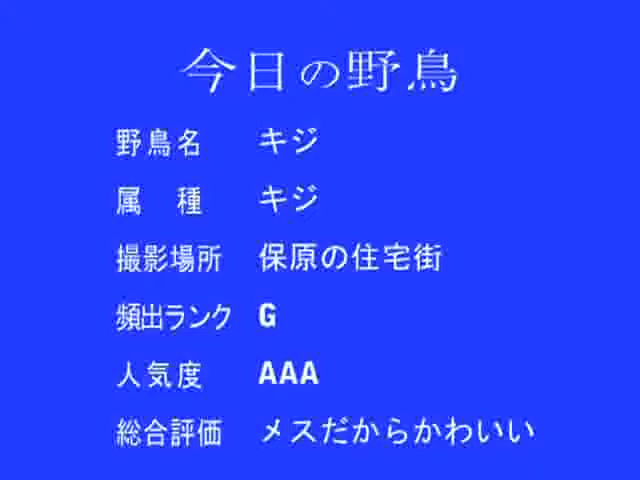 今日の野鳥
野鳥名 キジ
属 種 キジ
撮影場所 保原の住宅街
頻出ランク G
人気度 AAA
総合評価 メスだからかわいい